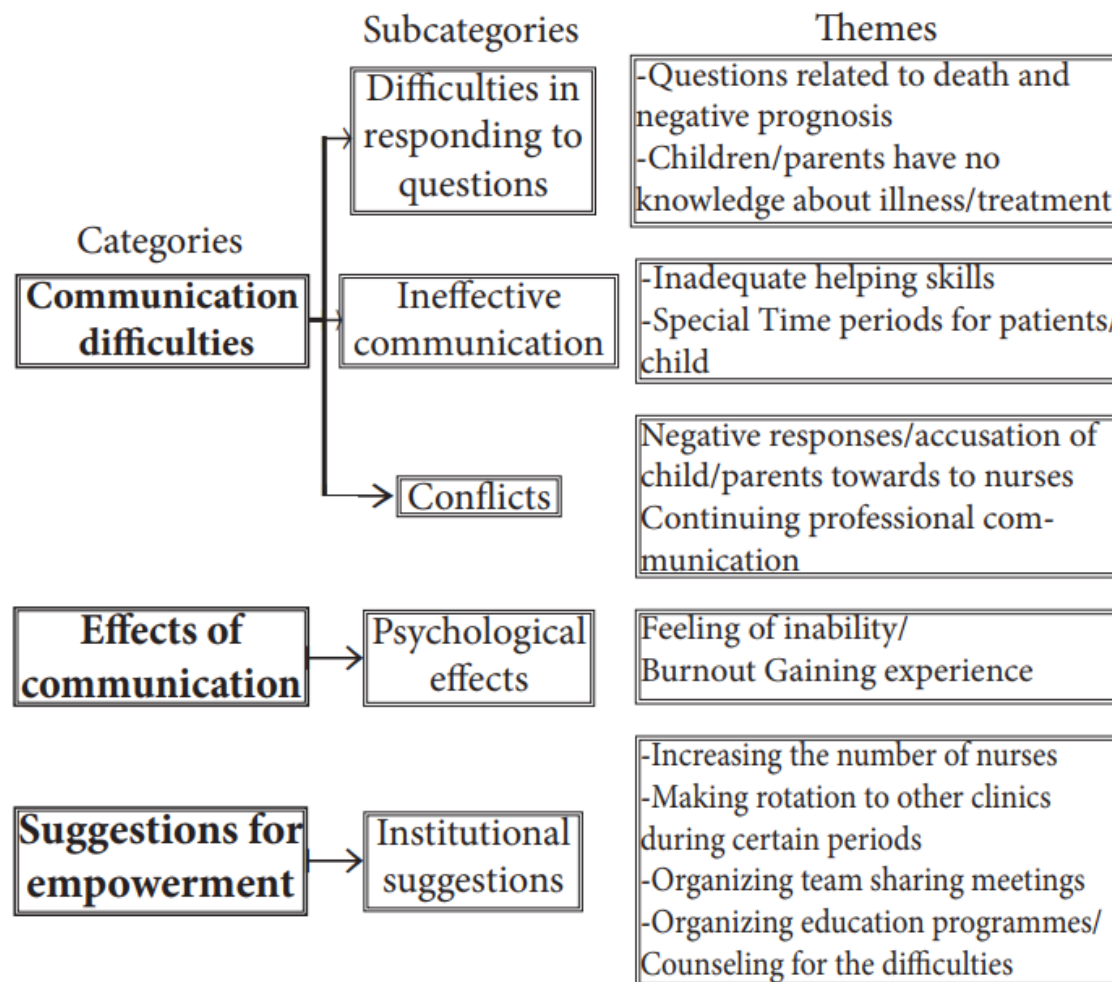 Subcategories
Themes
Difficulties in
responding to
questions
-Questions related to death and
negative prognosis
-Children/parents have no
knowledge about illness/treatment
Categories
Communication
difficulties
Ineffective
communication
-Inadequate helping skills
-Special Time periods for patients/
child
Conflicts
Negative responses/accusation of
child/parents towards to nurses
Continuing professional com-
munication
Effects of
communication
Psychological
effects
Feeling of inability/
Burnout Gaining experience
Suggestions for
empowerment
Institutional
suggestions
-Increasing the number of nurses
-Making rotation to other clinics
during certain periods
-Organizing team sharing meetings
-Organizing education programmes/
Counseling for the difficulties